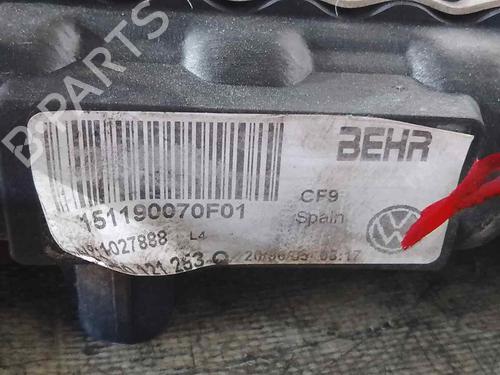 B-PARTS
BEHR
151190070F01
CF9
Spain
1027888 L4
121 253 Q